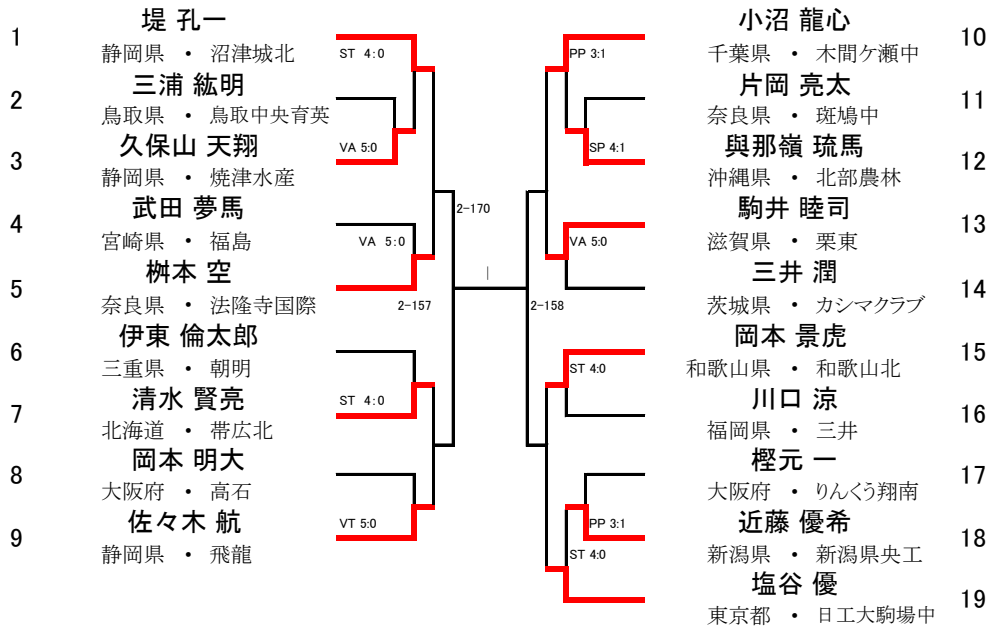 1 堤 孔一
静岡県 ・ 沼津城北
ST 4:0
2 三浦 紘明
鳥取県 ・ 鳥取中央育英
3 久保山 天翔
静岡県 ・ 焼津水産
VA 5:0
4 武田 夢馬
宮崎県 ・ 福島
VA 5:0
5 桝本 空
奈良県 ・ 法隆寺国際
6 伊東 倫太郎
三重県 ・ 朝明
7 清水 賢亮
北海道 ・ 帯広北
ST 4:0
8 岡本 明大
大阪府 ・ 高石
9 佐々木 航
静岡県 ・ 飛龍
VT 5:0
2-157
2-170
|
2-158
小沼 龍心 10
千葉県 ・ 木間ケ瀬中
PP 3:1
片岡 亮太 11
奈良県 ・ 斑鳩中
SP 4:1
與那嶺 琉馬 12
沖縄県 ・ 北部農林
駒井 睦司 13
滋賀県 ・ 栗東
VA 5:0
三井 潤 14
茨城県 ・ カシマクラブ
岡本 景虎 15
和歌山県 ・ 和歌山北
ST 4:0
川口 涼 16
福岡県 ・ 三井
樫元 一 17
大阪府 ・ りんくう翔南
PP 3:1
近藤 優希 18
新潟県 ・ 新潟県央工
ST 4:0
塩谷 優 19
東京都 ・ 日工大駒場中